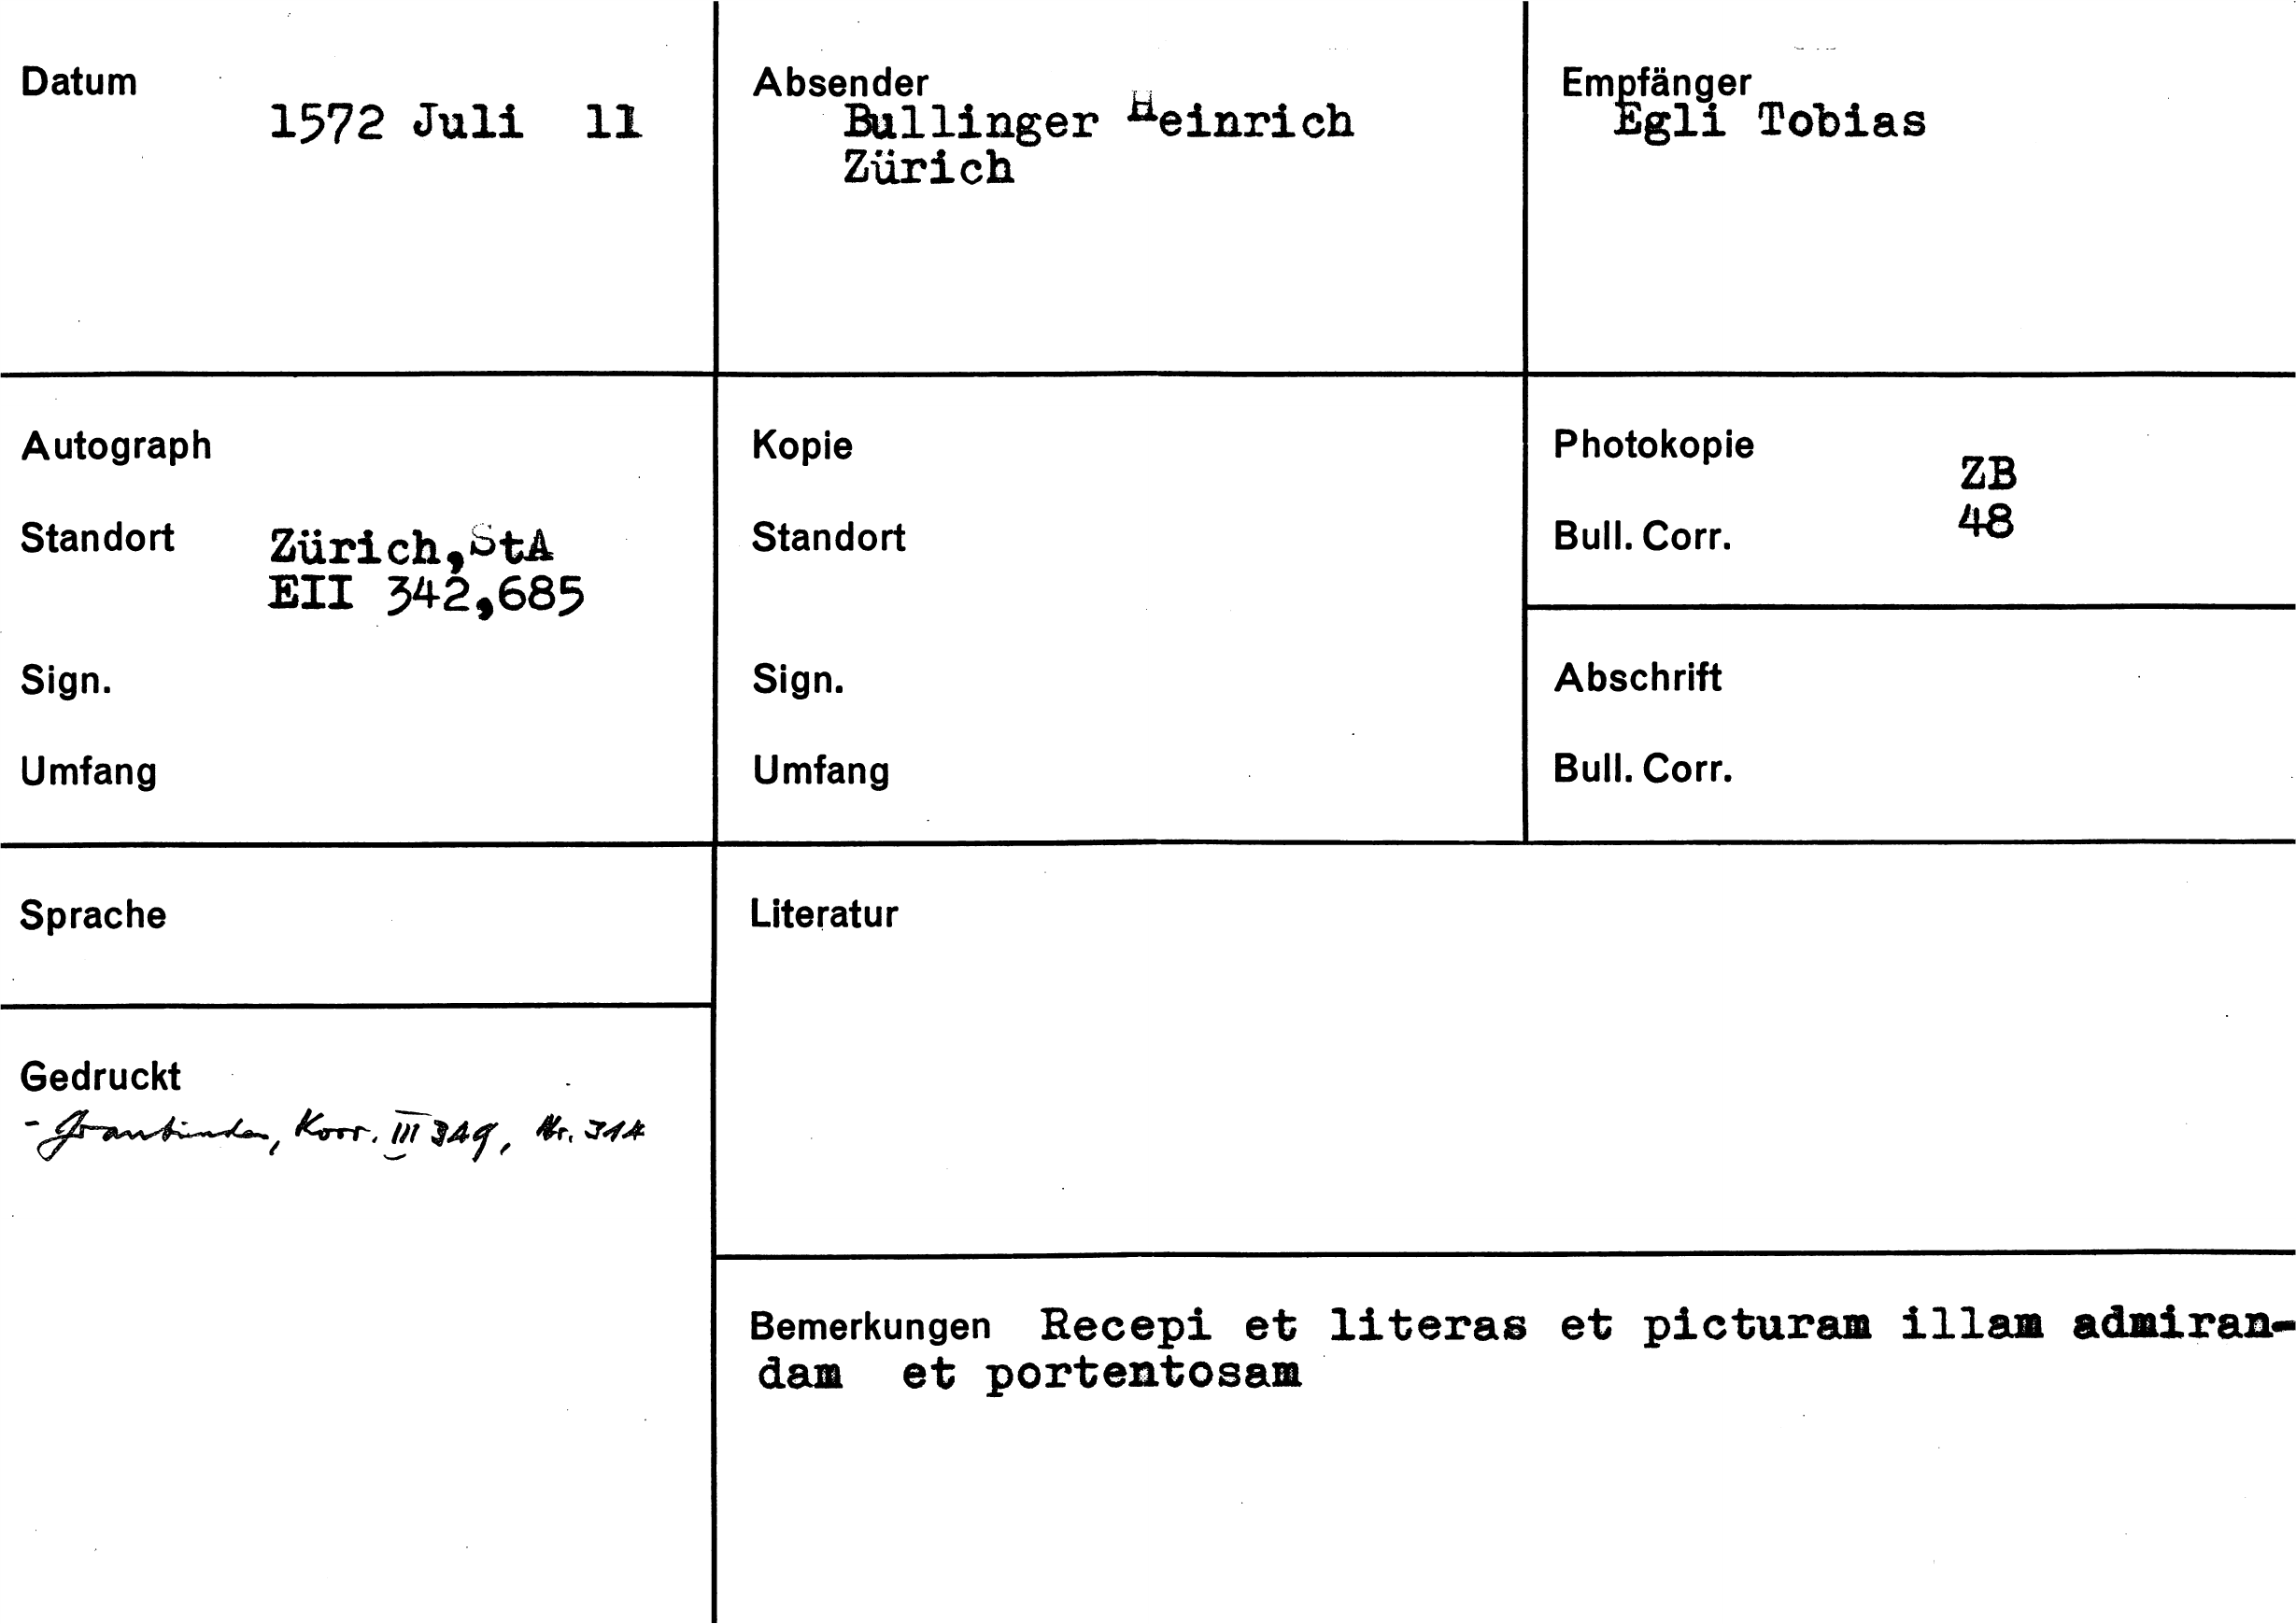 Datum
1572 Juli 11
Absender
Bullinger Heinrich
Zürich
Empfänger
Egli Tobias
Autograph
Standort
Zürich,StA
EII 342,685
Sign.
Umfang
Kopie
Standort
Sign.
Umfang
Photokopie
ZB
Bull. Corr.
48
Abschrift
Bull. Corr.
Sprache
Gedruckt
- Graubünden, Korr. III 349, Nr. 314
Literatur
Bemerkungen Recepi et literas et picturam illam admiran-
dam et portentosam